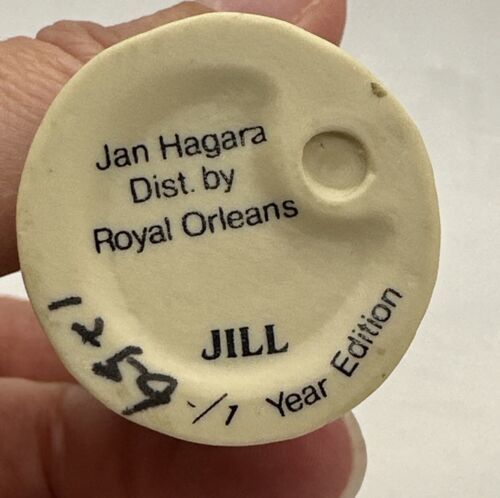 Jan Hagara
Dist. by
Royal Orleans
JILL
-/1 Year Edition